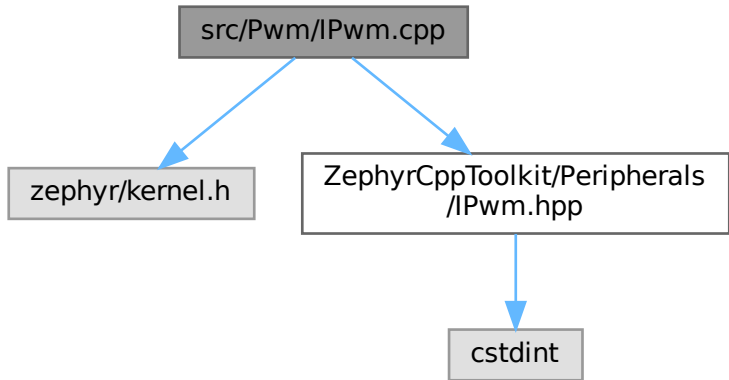 src/Pwm/IPwm.cpp
zephyr/kernel.h
ZephyrCppToolkit/Peripherals
/IPwm.hpp
cstdint